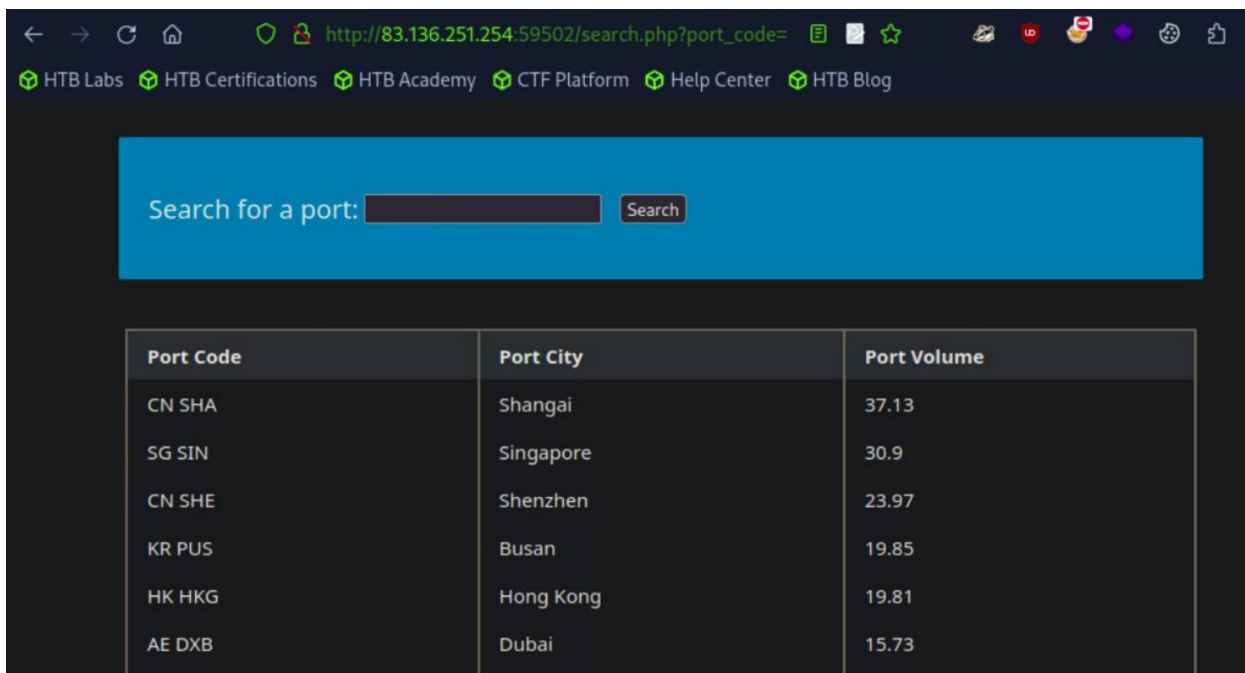 http://83.136.251.254:59502/search.php?port_code=
HTB Labs HTB Certifications HTB Academy CTF Platform Help Center HTB Blog
Search for a port: Search
Port Code Port City Port Volume
CN SHA Shangai 37.13
SG SIN Singapore 30.9
CN SHE Shenzhen 23.97
KR PUS Busan 19.85
HK HKG Hong Kong 19.81
AE DXB Dubai 15.73